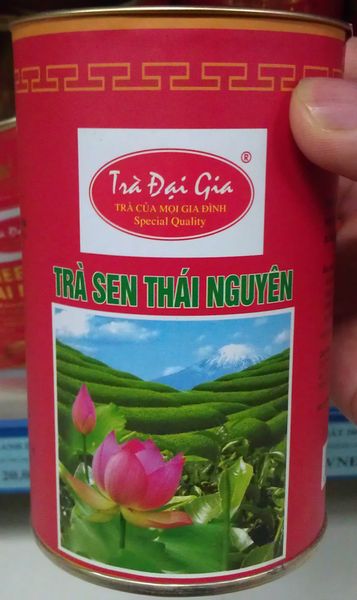 Trà Đại Gia
®
TRÀ CỦA MỌI GIA ĐÌNH
Special Quality
TRÀ SEN THÁI NGUYÊN